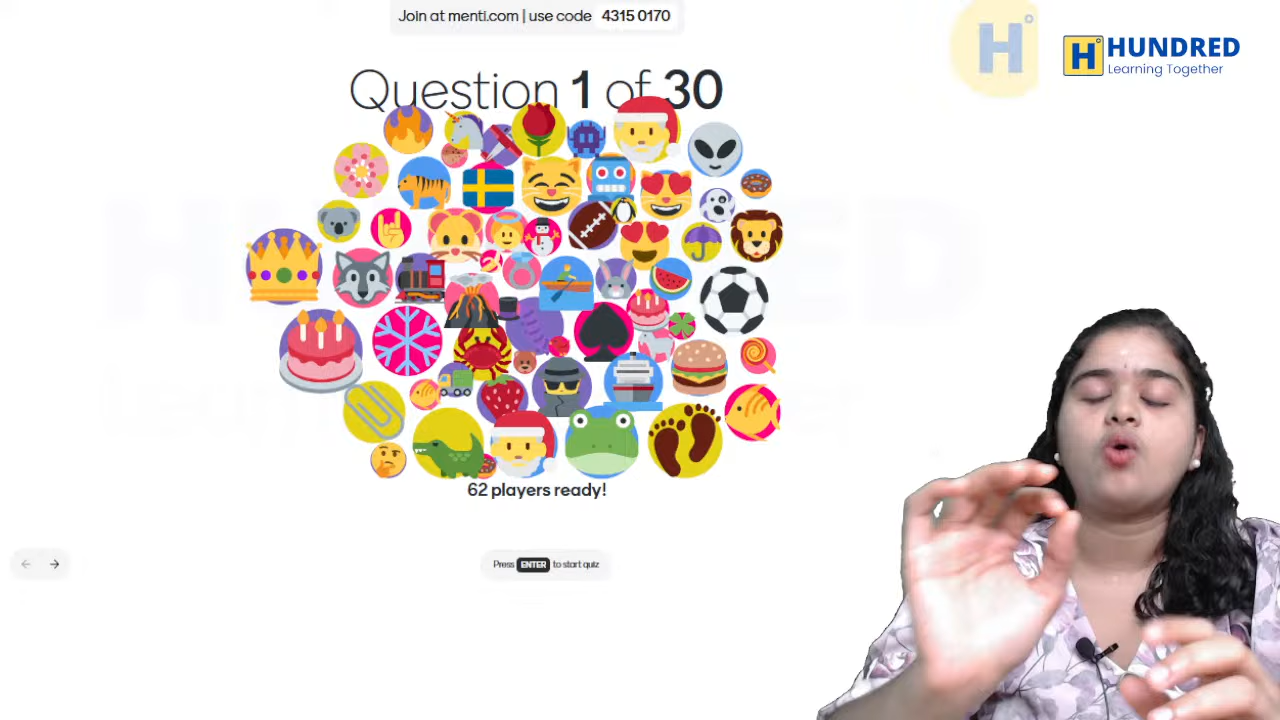 Join at menti.com | use code 4315 0170
H HUNDRED
Learning Together
Question 1 of 30
62 players ready!
Press ENTER to start quiz